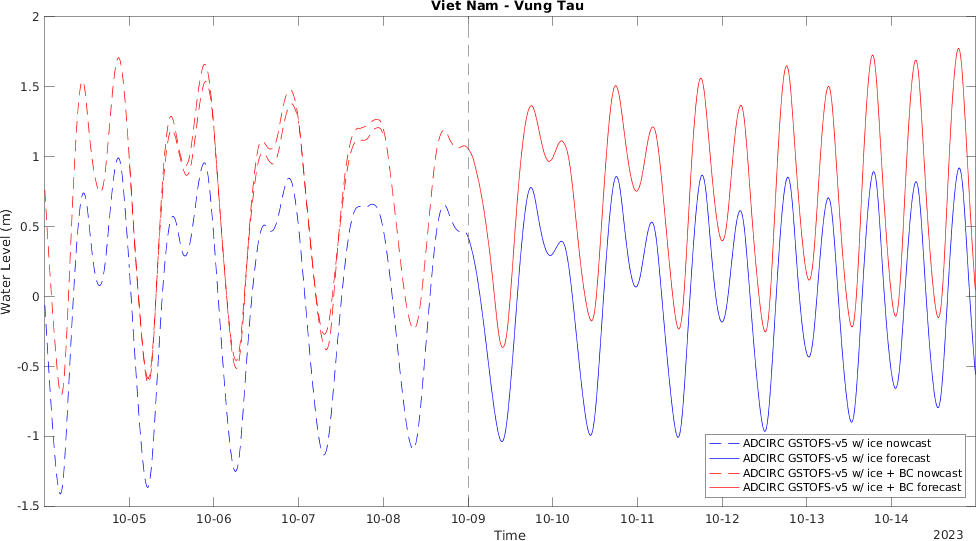 Viet Nam - Vung Tau
2
1.5
1
0.5
0
-0.5
-1
-1.5
Water Level (m)
ADCIRC GSTOFS-v5 w/ ice nowcast
ADCIRC GSTOFS-v5 w/ ice forecast
ADCIRC GSTOFS-v5 w/ ice + BC nowcast
ADCIRC GSTOFS-v5 w/ ice + BC forecast
10-05 10-06 10-07 10-08 10-09 10-10 10-11 10-12 10-13 10-14
Time
2023